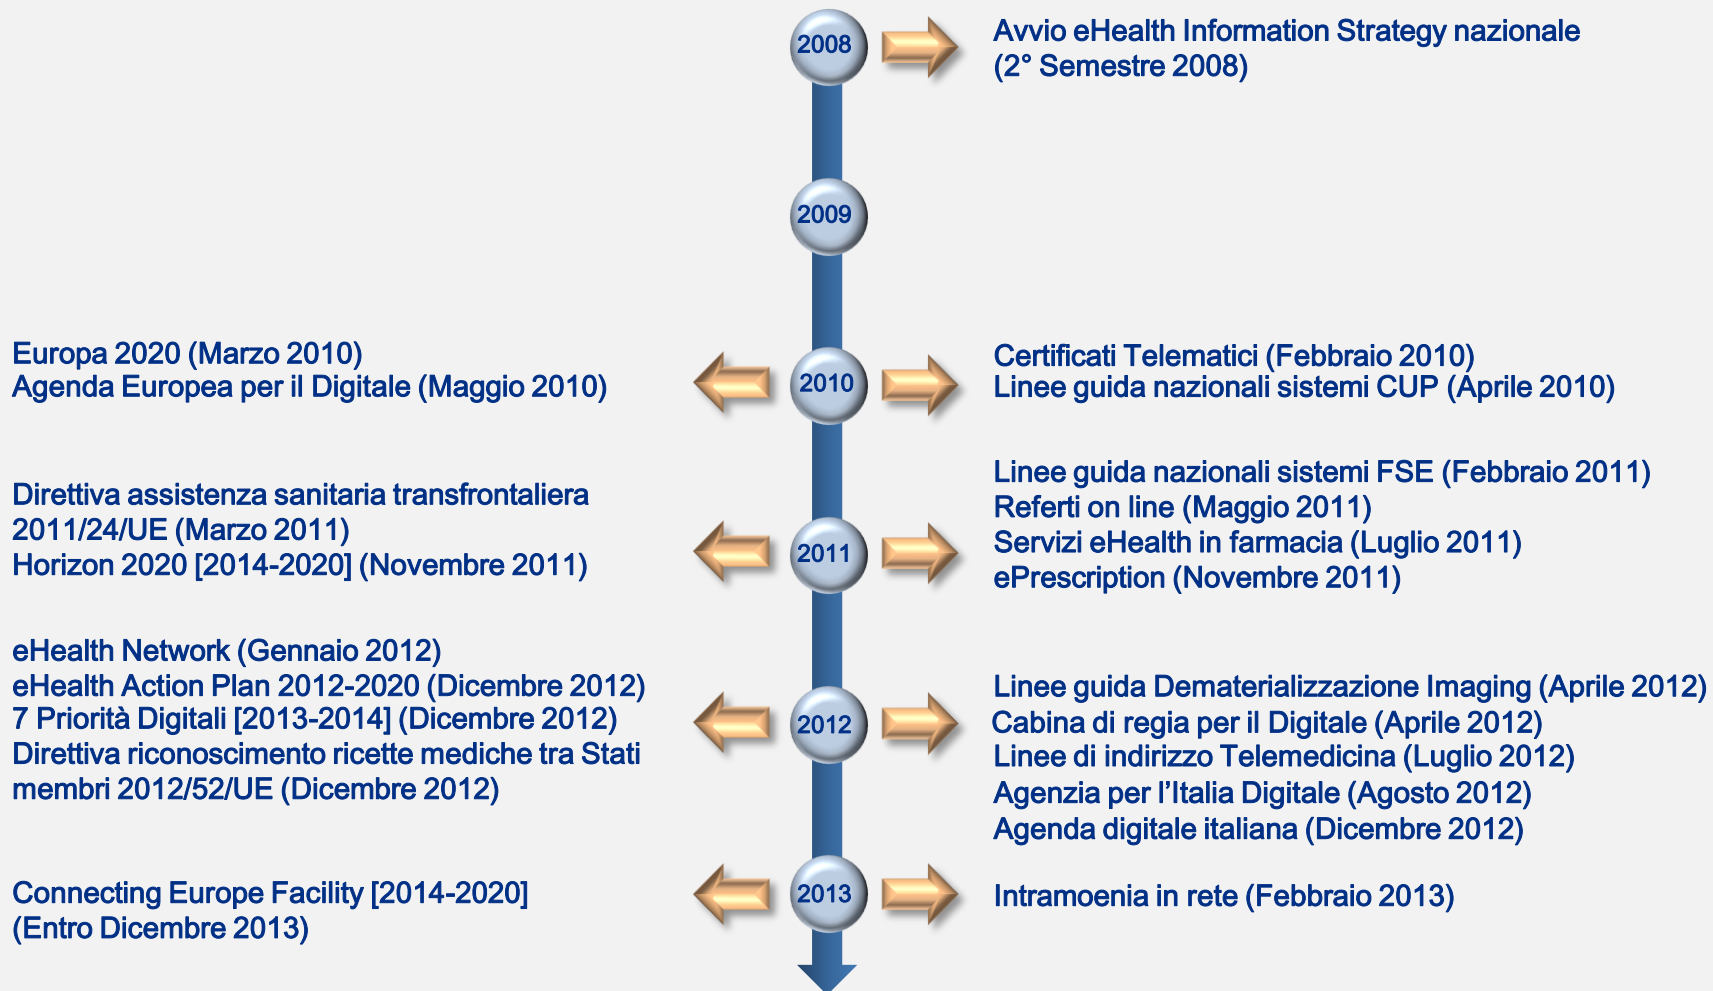 2008
Avvio eHealth Information Strategy nazionale
(2° Semestre 2008)
2009
Europa 2020 (Marzo 2010)
Agenda Europea per il Digitale (Maggio 2010)
2010
Certificati Telematici (Febbraio 2010)
Linee guida nazionali sistemi CUP (Aprile 2010)
Direttiva assistenza sanitaria transfrontaliera
2011/24/UE (Marzo 2011)
Horizon 2020 [2014-2020] (Novembre 2011)
2011
Linee guida nazionali sistemi FSE (Febbraio 2011)
Referti on line (Maggio 2011)
Servizi eHealth in farmacia (Luglio 2011)
ePrescription (Novembre 2011)
eHealth Network (Gennaio 2012)
eHealth Action Plan 2012-2020 (Dicembre 2012)
7 Priorità Digitali [2013-2014] (Dicembre 2012)
Direttiva riconoscimento ricette mediche tra Stati
membri 2012/52/UE (Dicembre 2012)
2012
Linee guida Dematerializzazione Imaging (Aprile 2012)
Cabina di regia per il Digitale (Aprile 2012)
Linee di indirizzo Telemedicina (Luglio 2012)
Agenzia per l’Italia Digitale (Agosto 2012)
Agenda digitale italiana (Dicembre 2012)
Connecting Europe Facility [2014-2020]
(Entro Dicembre 2013)
2013
Intramoenia in rete (Febbraio 2013)